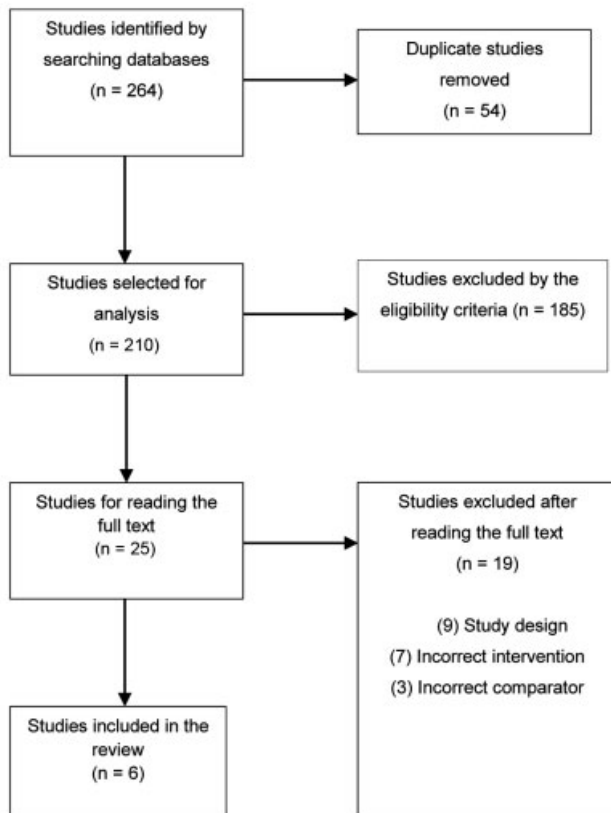 Studies identified by
searching databases
(n = 264)
Duplicate studies
removed
(n = 54)
Studies selected for
analysis
(n = 210)
Studies excluded by the
eligibility criteria (n = 185)
Studies for reading the
full text
(n = 25)
Studies excluded after
reading the full text
(n = 19)
(9) Study design
(7) Incorrect intervention
(3) Incorrect comparator
Studies included in the
review
(n = 6)